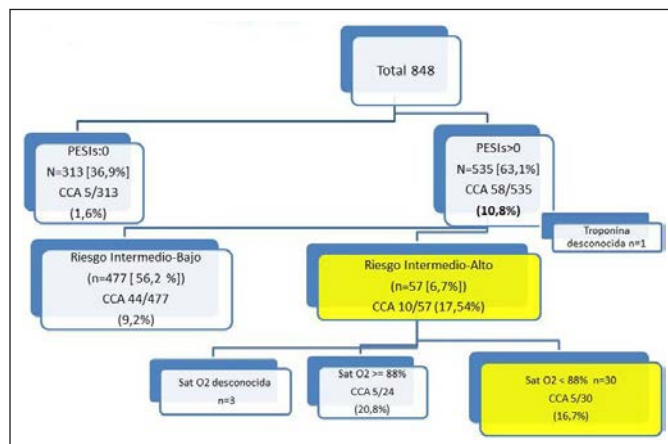 Total 848
PESIs:0
N=313 [36,9%]
CCA 5/313
(1,6%)
PESIs>0
N=535 [63,1%]
CCA 58/535
(10,8%)
Troponina
desconocida n=1
Riesgo Intermedio-Bajo
(n=477 [ 56,2 %])
CCA 44/477
(9,2%)
Riesgo Intermedio-Alto
(n=57 [6,7%])
CCA 10/57 (17,54%)
Sat O2 desconocida
n=3
Sat O2 >= 88%
CCA 5/24
(20,8%)
Sat O2 < 88% n=30
CCA 5/30
(16,7%)